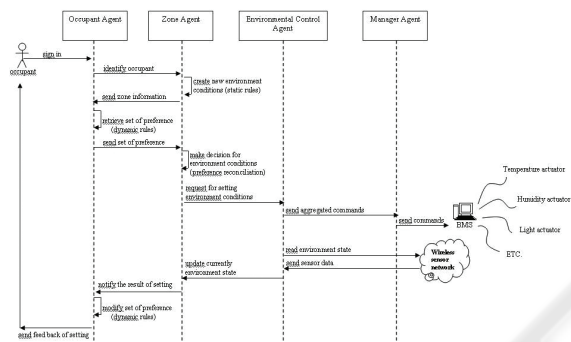 Occupant Agent
Zone Agent
Environmental Control
Agent
Manager Agent
sign in
occupant
identify occupant
create new environment
conditions (static rules)
send zone information
retrieve set of preference
(dynamic rules)
send set of preference
make decision for
environment conditions
(preference reconciliation)
request for setting
environment conditions
send aggregated commands
send commands
BMS
Temperature actuator
Humidity actuator
Light actuator
ETC.
read environment state
Wireless
sensor
network
send sensor data
update currently
environment state
notify the result of setting
modify set of preference
(dynamic rules)
send feed back of setting